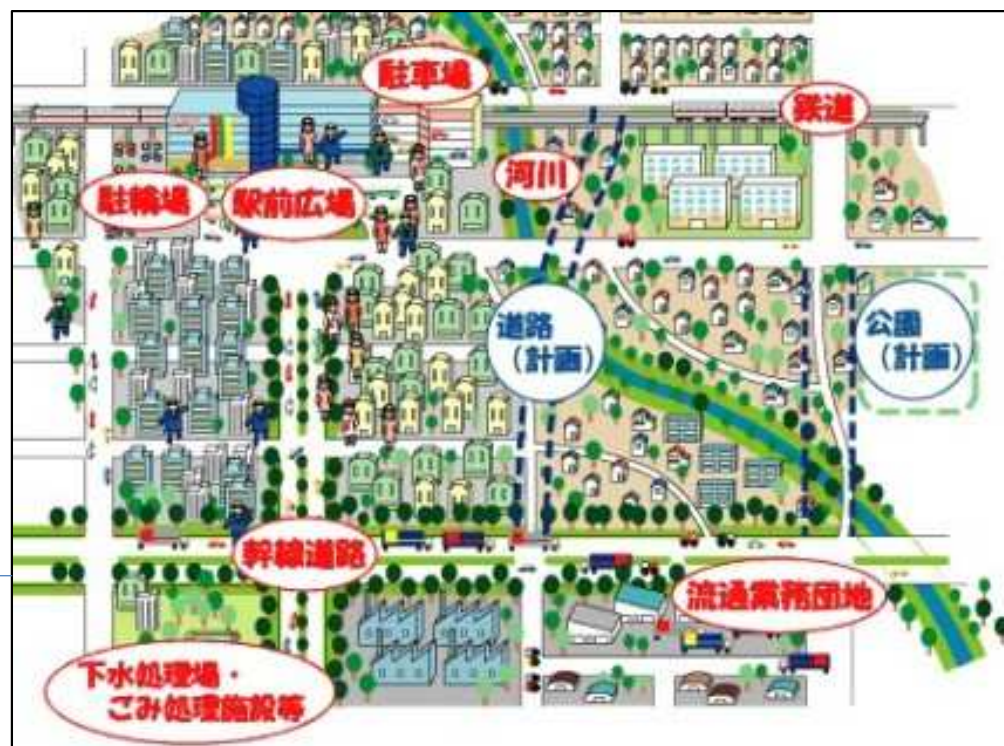 駐車場
鉄道
河川
駐輪場
駅前広場
道路
(計画)
公園
(計画)
幹線道路
流通業務団地
下水処理場・
ごみ処理施設等